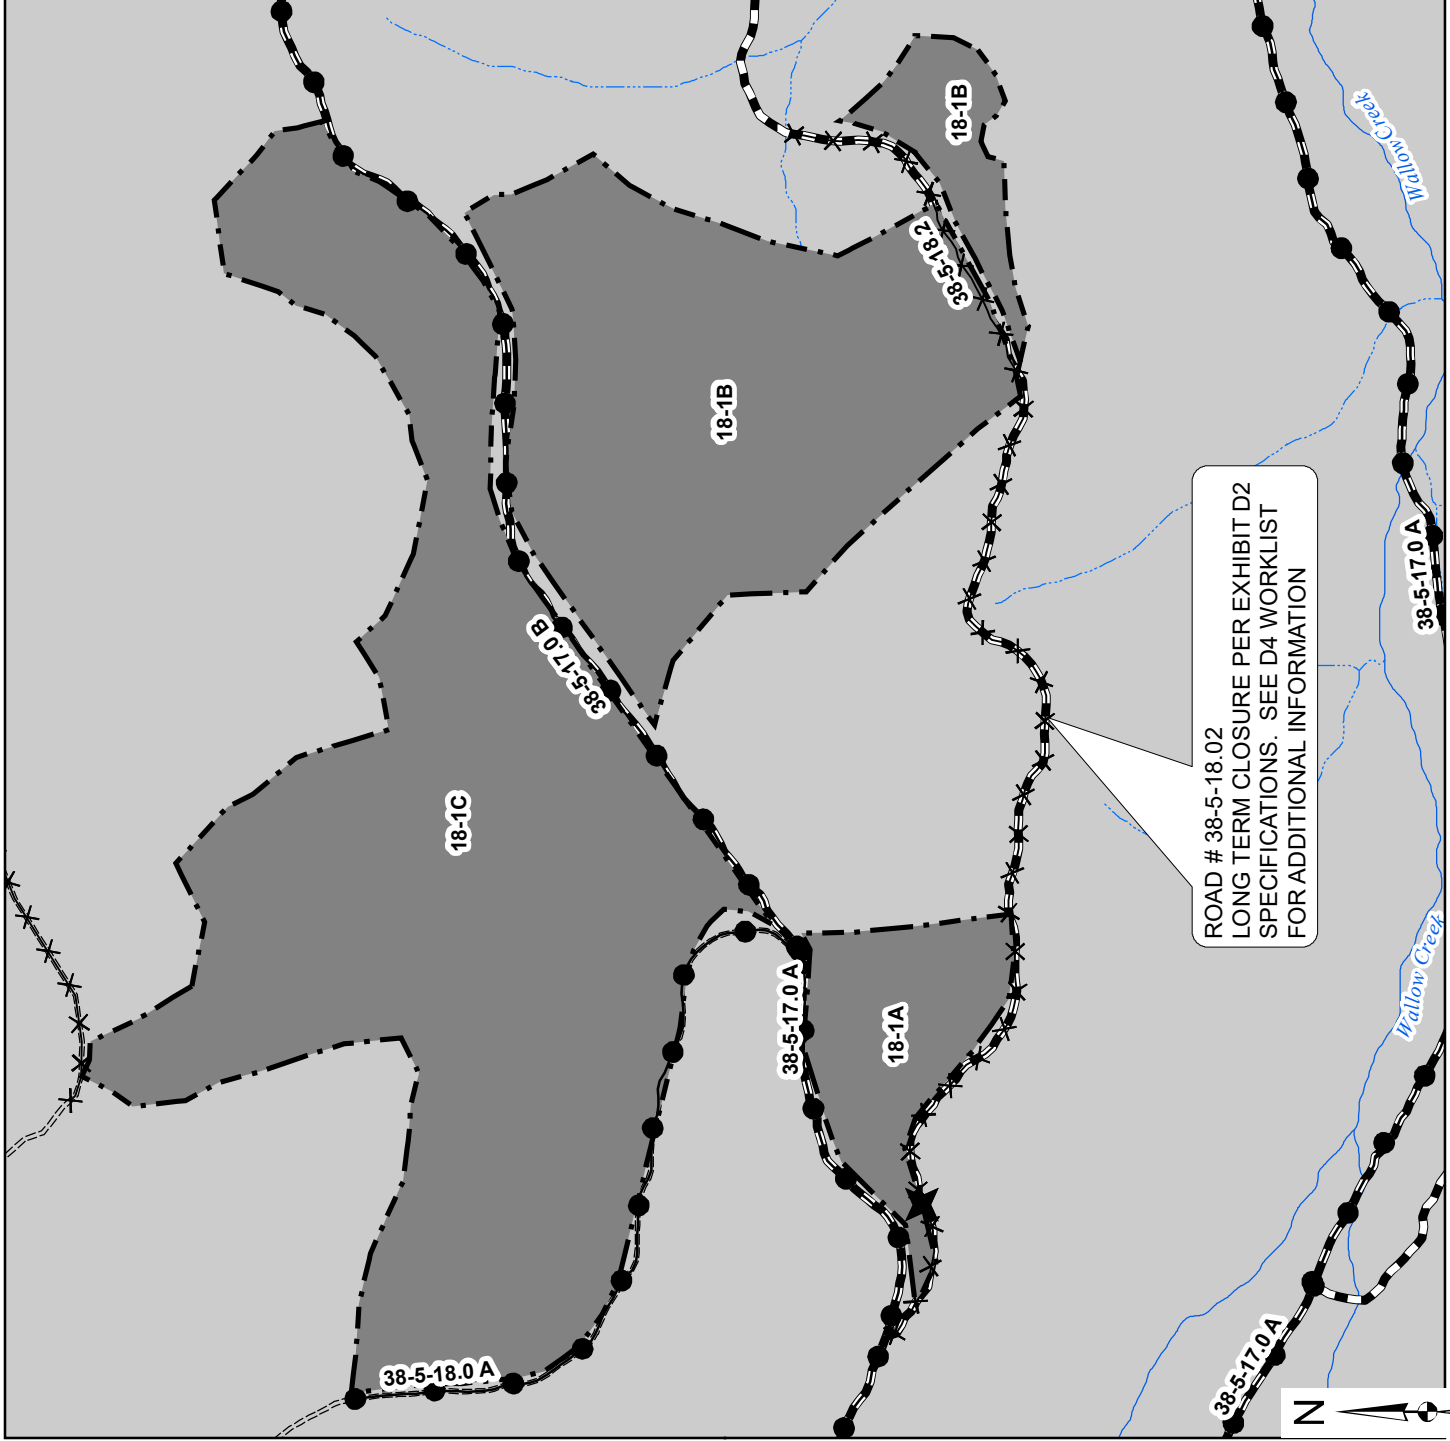 Wallow Creek
18-1B
38-5-18.2
18-1B
38-5-17.0 A
38-5-17.0 B
18-1C
ROAD # 38-5-18.02
LONG TERM CLOSURE PER EXHIBIT D2
SPECIFICATIONS. SEE D4 WORKLIST
FOR ADDITIONAL INFORMATION
Wallow Creek
38-5-17.0 A
18-1A
38-5-18.0 A
38-5-17.0 A
N